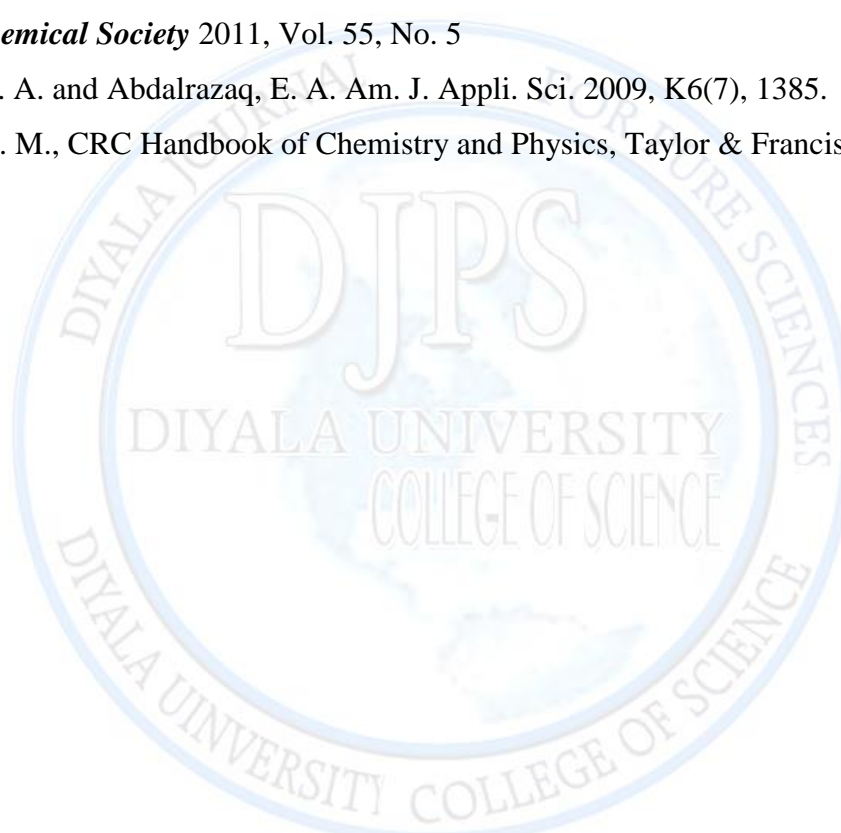 emical Society 2011, Vol. 55, No. 5
. A. and Abdalrazaq, E. A. Am. J. Appli. Sci. 2009, K6(7), 1385.
. M., CRC Handbook of Chemistry and Physics, Taylor & Francis
DIYALA JOURNAL FOR PURE SCIENCES
DJPS
DIYALA UNIVERSITY
COLLEGE OF SCIENCE
DIYALA UINVERSITY COLLEGE OF SCIENCE